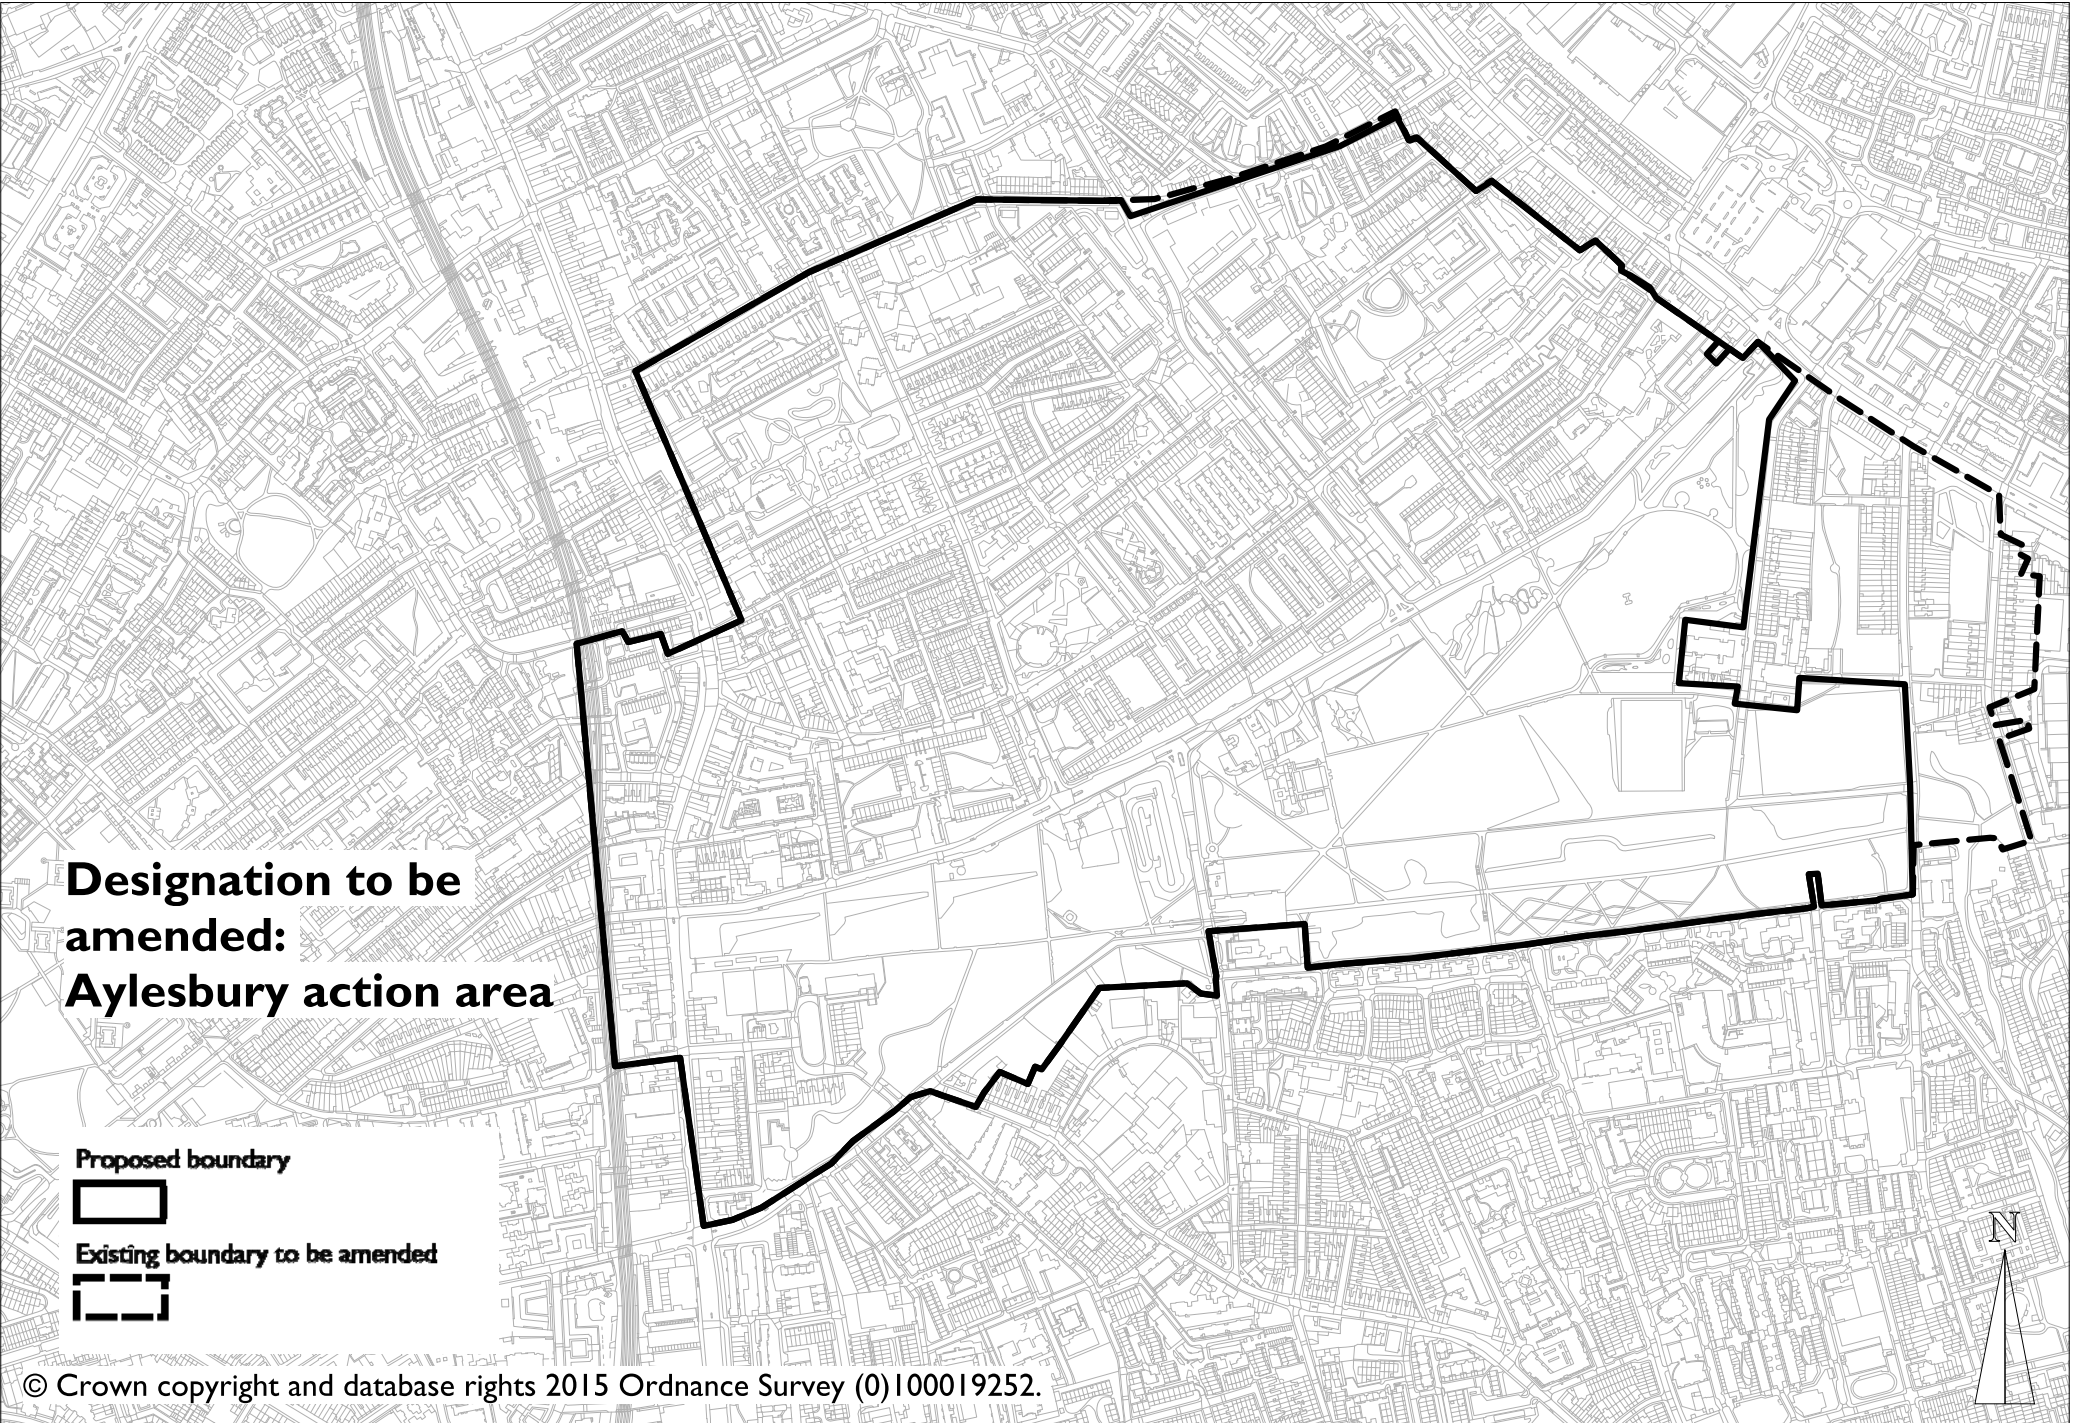 Designation to be
amended:
Aylesbury action area
Proposed boundary
Existing boundary to be amended
N
© Crown copyright and database rights 2015 Ordnance Survey (0)100019252.